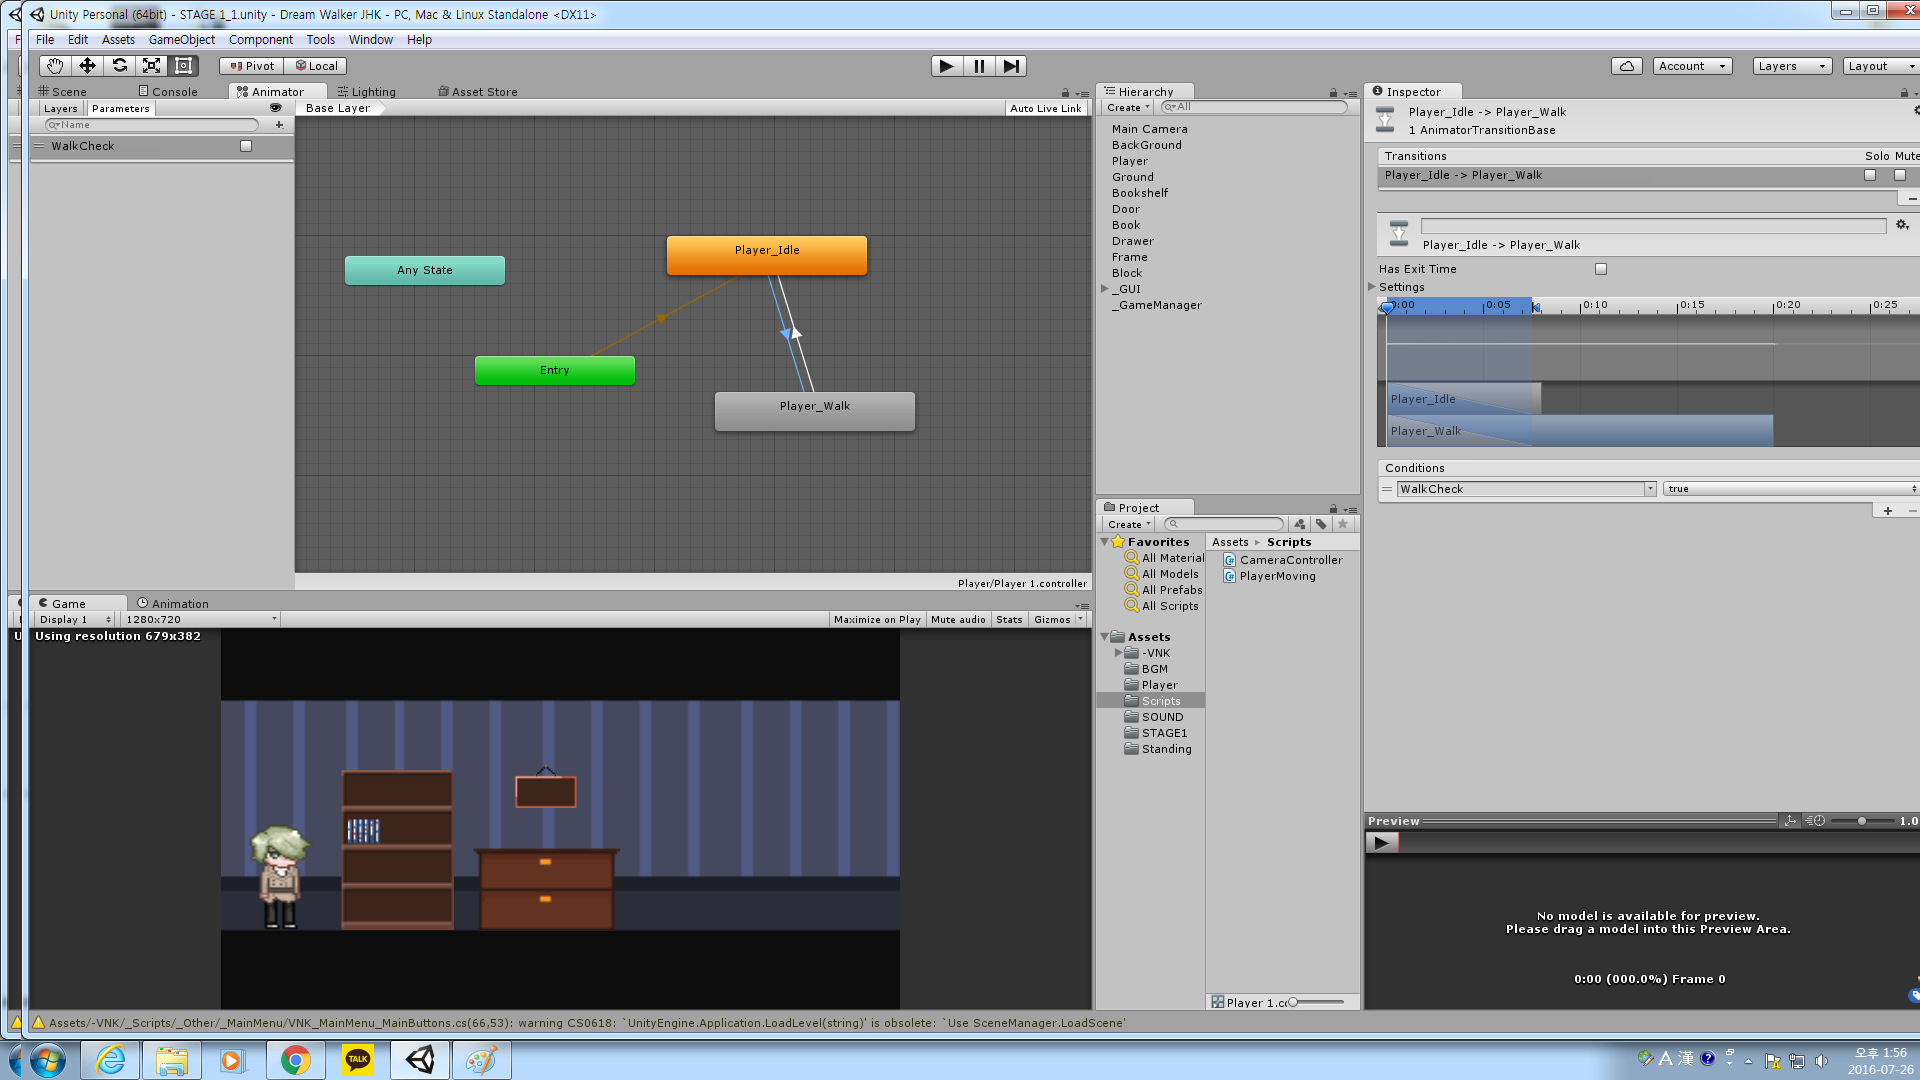 Unity Personal (64bit) - STAGE 1_1.unity - Dream Walker JHK - PC, Mac & Linux Standalone <DX11>
File Edit Assets GameObject Component Tools Window Help
Pivot Local Account Layers Layout
Scene Console Animator Lighting Asset Store
Layers Parameters Base Layer Auto Live Link
Name
WalkCheck
Any State
Player_Idle
Entry
Player_Walk
Player/Player 1.controller
Hierarchy
Create All
Main Camera
BackGround
Player
Ground
Bookshelf
Door
Book
Drawer
Frame
Block
_GUI
_GameManager
Inspector
Player_Idle -> Player_Walk
1 AnimatorTransitionBase
Transitions Solo Mute
Player_Idle -> Player_Walk
Player_Idle -> Player_Walk
Has Exit Time
Settings
0:00 0:05 0:10 0:15 0:20 0:25
Player_Idle
Player_Walk
Conditions
WalkCheck true
Project
Create
Favorites
All Material
All Models
All Prefabs
All Scripts
Assets
-VNK
BGM
Player
Scripts
SOUND
STAGE1
Standing
Assets Scripts
CameraController
PlayerMoving
Player 1.cc
Game Animation
Display 1 1280x720 Maximize on Play Mute audio Stats Gizmos
Using resolution 679x382
Preview 1.0
No model is available for preview.
Please drag a model into this Preview Area.
0:00 (000.0%) Frame 0
Assets/-VNK/_Scripts/_Other/_MainMenu/VNK_MainMenu_MainButtons.cs(66,53): warning CS0618: `UnityEngine.Application.LoadLevel(string)' is obsolete: `Use SceneManager.LoadScene'
TALK
A 漢
오후 1:56
2016-07-26